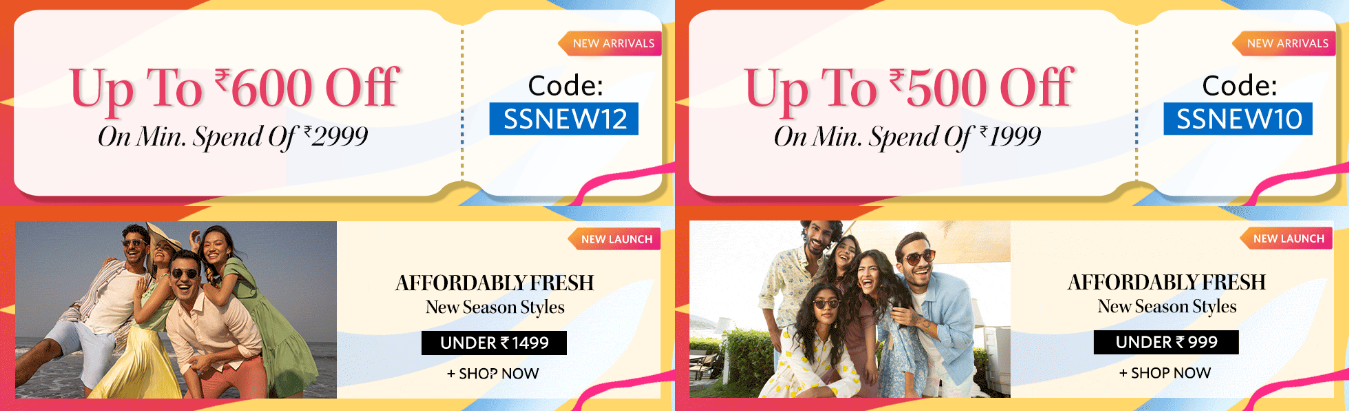 NEW ARRIVALS
Up To ₹600 Off
On Min. Spend Of ₹2999
Code:
SSNEW12
NEW ARRIVALS
Up To ₹500 Off
On Min. Spend Of ₹1999
Code:
SSNEW10
NEW LAUNCH
AFFORDABLY FRESH
New Season Styles
UNDER ₹1499
+ SHOP NOW
NEW LAUNCH
AFFORDABLY FRESH
New Season Styles
UNDER ₹999
+ SHOP NOW